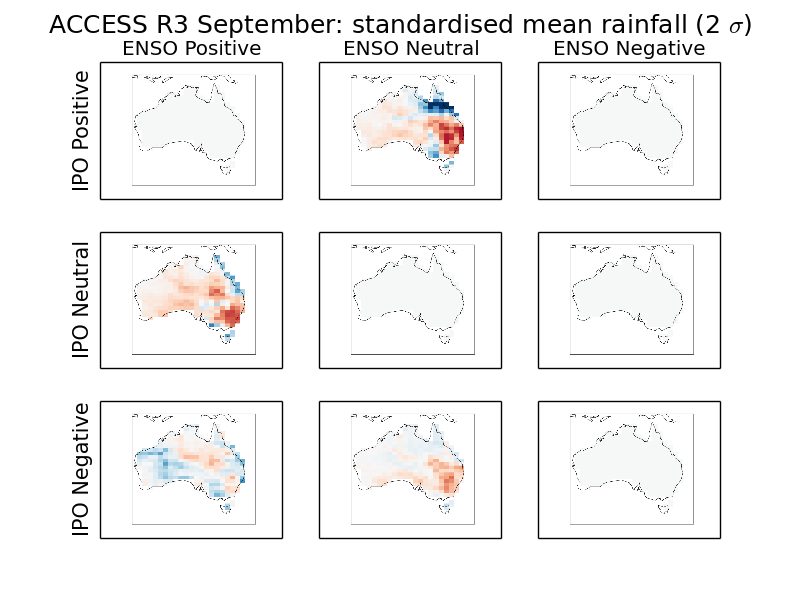 ACCESS R3 September: standardised mean rainfall (2 σ)
ENSO Positive ENSO Neutral ENSO Negative
IPO Positive
IPO Neutral
IPO Negative